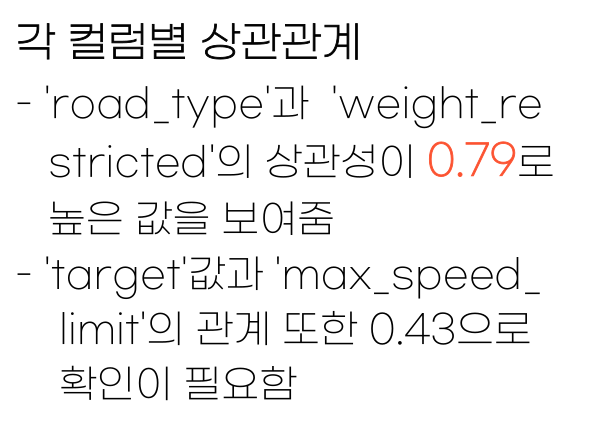 각 컬럼별 상관관계
- 'road_type'과 'weight_re
stricted'의 상관성이 0.79로
높은 값을 보여줌
- 'target'값과 'max_speed_
limit'의 관계 또한 0.43으로
확인이 필요함